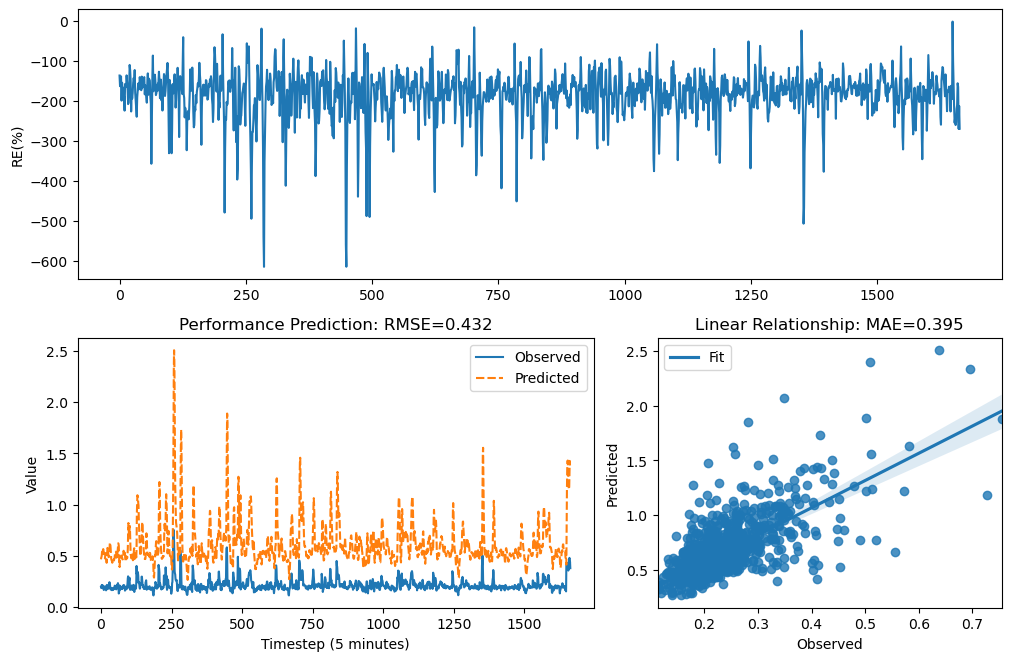 0
−100
−200
−300
−400
−500
−600
RE(%)
0 250 500 750 1000 1250 1500
Performance Prediction: RMSE=0.432
2.5
2.0
1.5
1.0
0.5
0.0
Value
Observed
Predicted
0 250 500 750 1000 1250 1500
Timestep (5 minutes)
Linear Relationship: MAE=0.395
Fit
2.5
2.0
1.5
1.0
0.5
Predicted
0.2 0.3 0.4 0.5 0.6 0.7
Observed